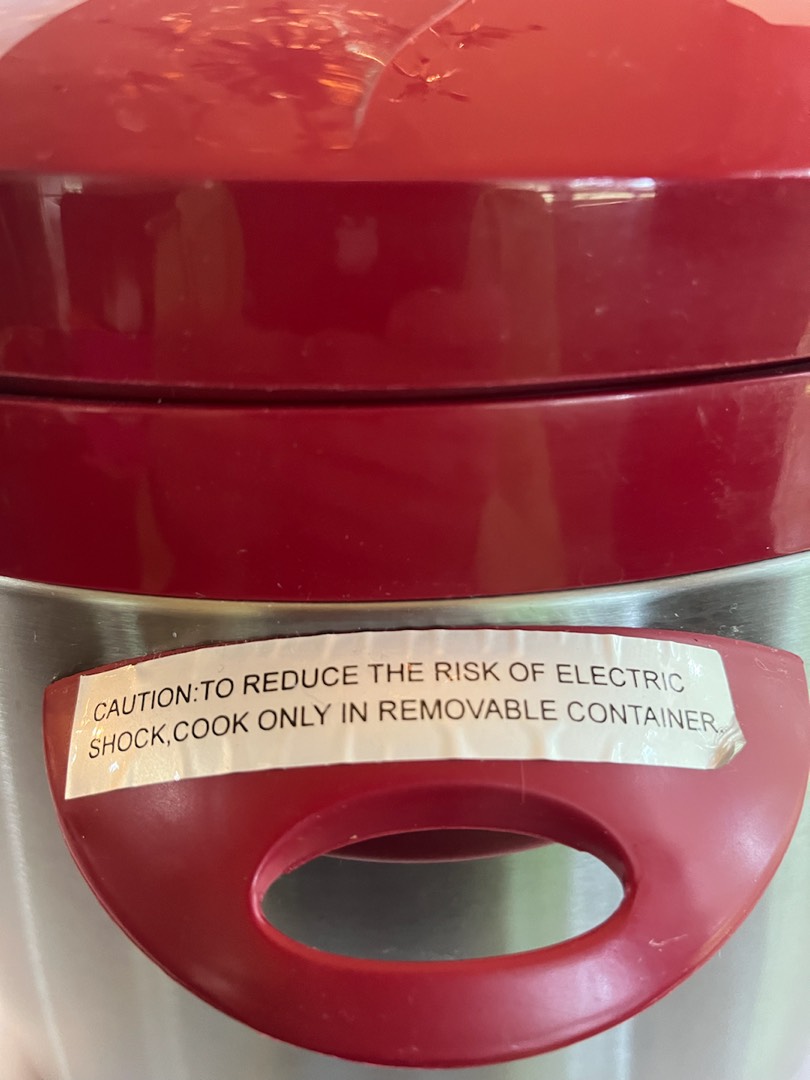 CAUTION:TO REDUCE THE RISK OF ELECTRIC
SHOCK,COOK ONLY IN REMOVABLE CONTAINER.